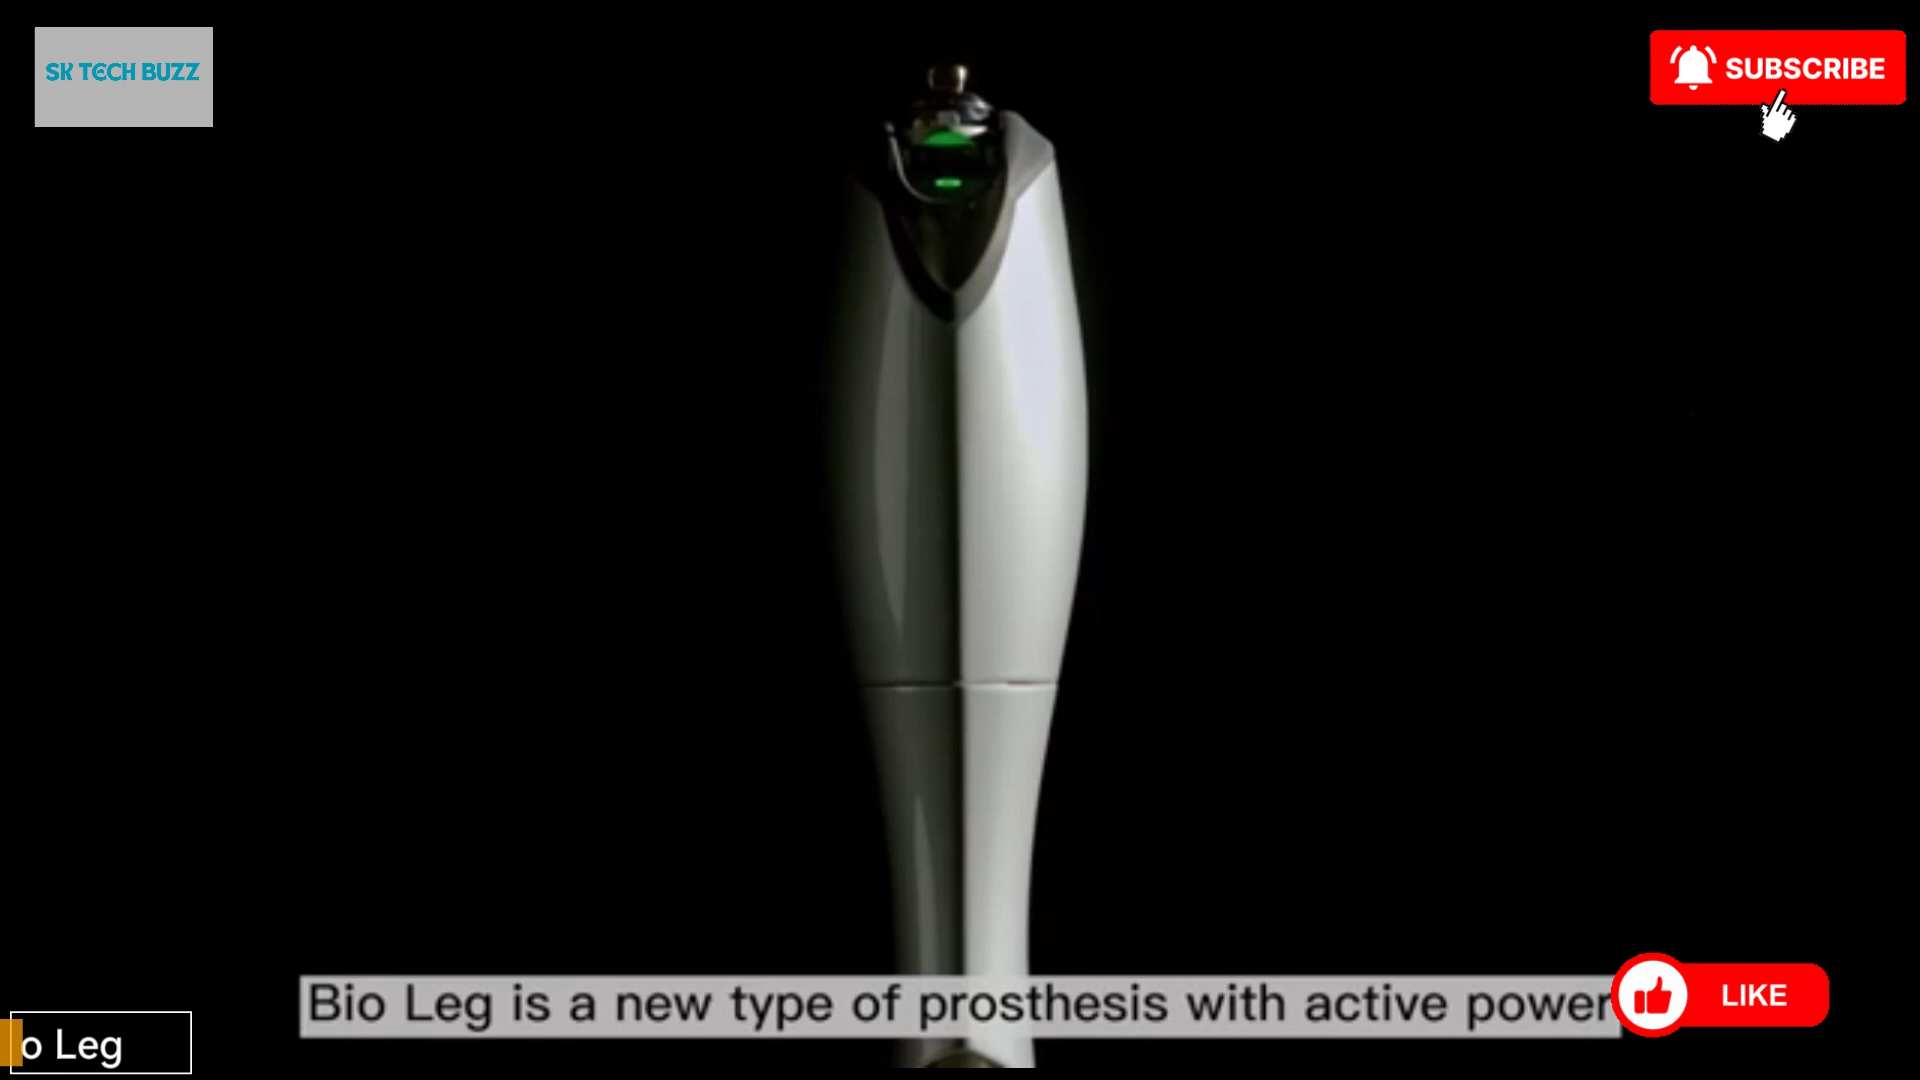 SK TECH BUZZ
SUBSCRIBE
Bio Leg is a new type of prosthesis with active power
LIKE
o Leg